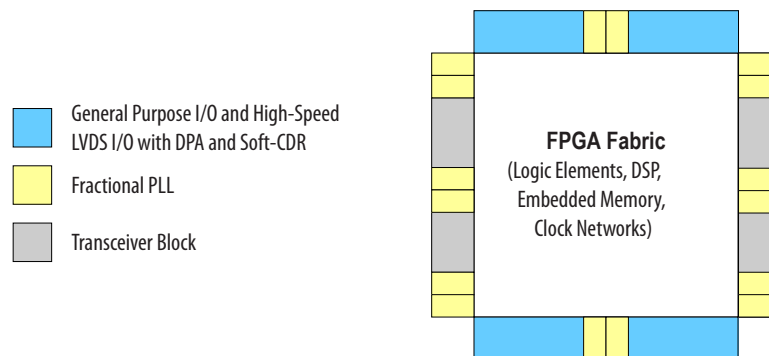 General Purpose I/O and High-Speed
LVDS I/O with DPA and Soft-CDR
Fractional PLL
Transceiver Block
FPGA Fabric
(Logic Elements, DSP,
Embedded Memory,
Clock Networks)